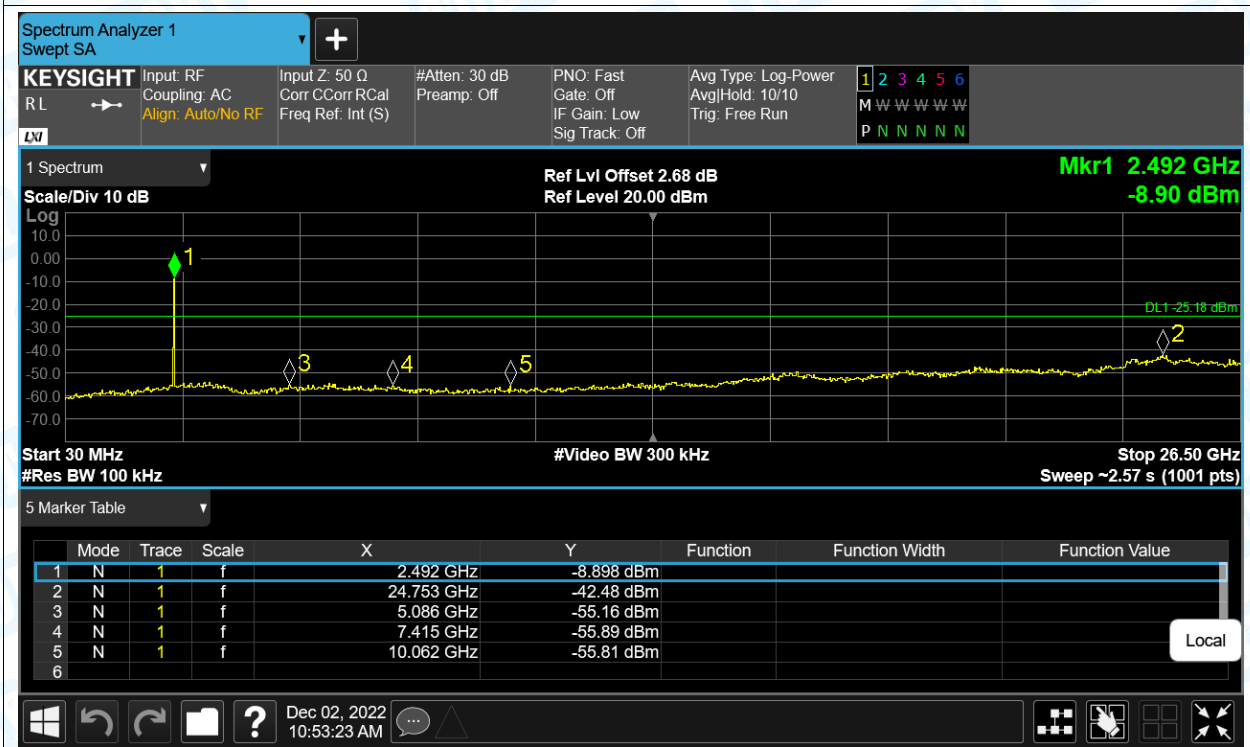 Spectrum Analyzer 1
Swept SA
KEYSIGHT Input: RF Input Z: 50 Ω #Atten: 30 dB PNO: Fast Avg Type: Log-Power 1 2 3 4 5 6
R L Coupling: AC Corr CCorr RCal Preamp: Off Gate: Off Avg|Hold: 10/10 M W W W W W W
Align: Auto/No RF Freq Ref: Int (S) IF Gain: Low Trig: Free Run
LXI Sig Track: Off P N N N N N N
1 Spectrum Ref Lvl Offset 2.68 dB Mkr1 2.492 GHz
Scale/Div 10 dB Ref Level 20.00 dBm -8.90 dBm
Log
10.0
0.00 1
-10.0
-20.0 DL1 -25.18 dBm
-30.0
-40.0 2
-50.0 3 4 5
-60.0
-70.0
Start 30 MHz #Video BW 300 kHz Stop 26.50 GHz
#Res BW 100 kHz Sweep ~2.57 s (1001 pts)
5 Marker Table
Mode Trace Scale X Y Function Function Width Function Value
1 N 1 f 2.492 GHz -8.898 dBm
2 N 1 f 24.753 GHz -42.48 dBm
3 N 1 f 5.086 GHz -55.16 dBm
4 N 1 f 7.415 GHz -55.89 dBm
5 N 1 f 10.062 GHz -55.81 dBm
6
Local
Dec 02, 2022
10:53:23 AM